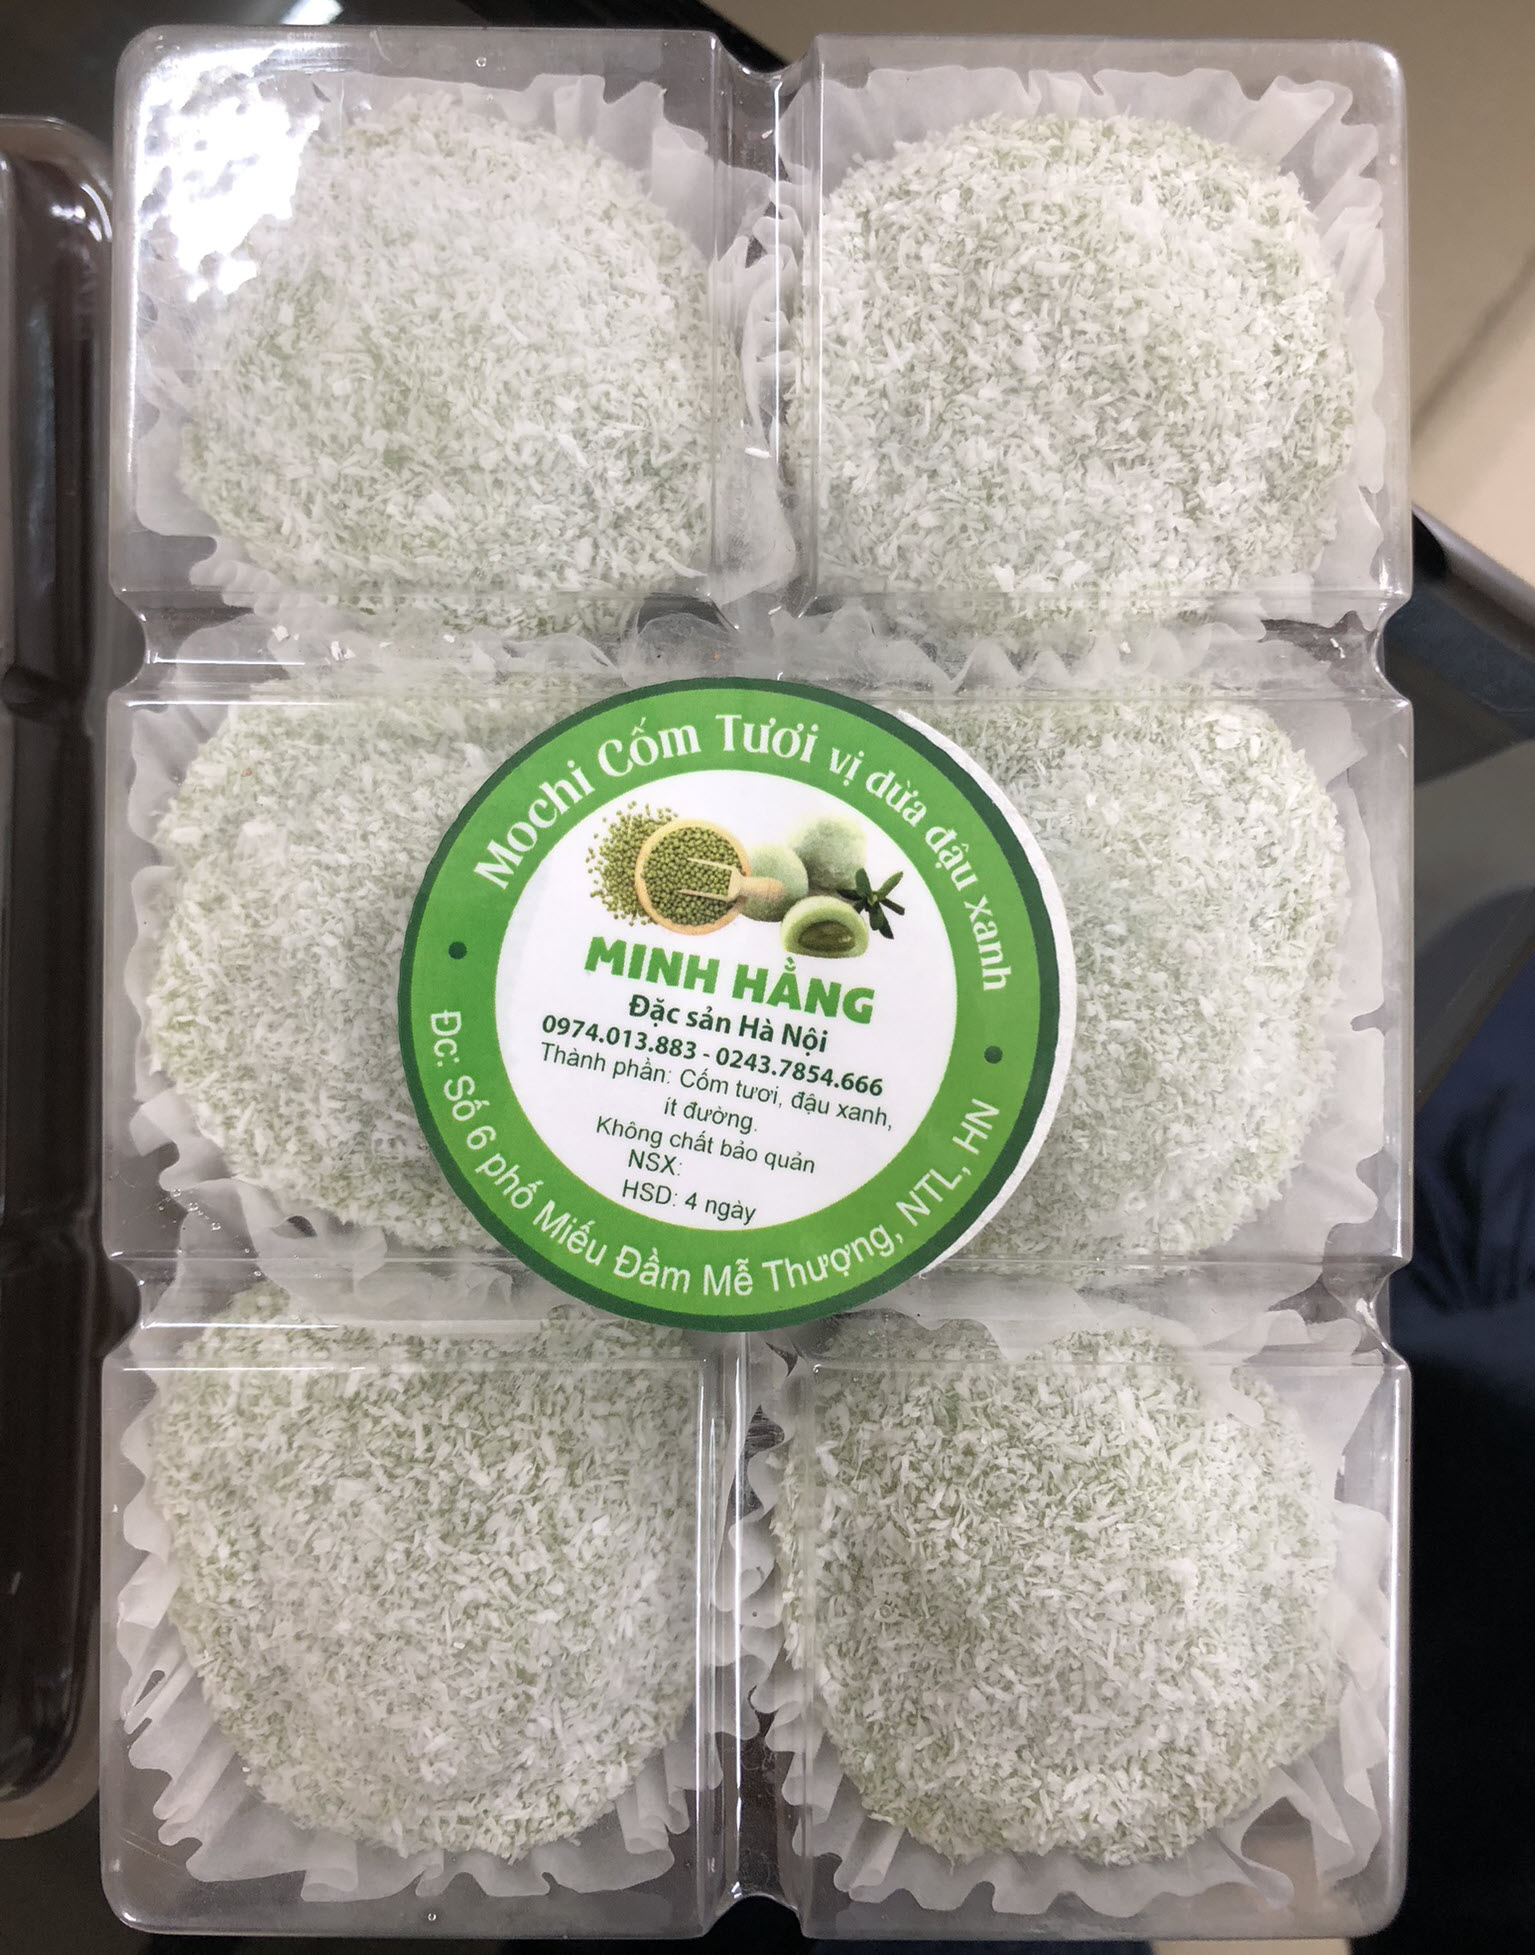 Mochi Cốm Tươi vị dừa đậu xanh
MINH HẰNG
Đặc sản Hà Nội
0974.013.883 - 0243.7854.666
Thành phần: Cốm tươi, đậu xanh,
ít đường.
Không chất bảo quản
NSX:
HSD: 4 ngày
Đc: Số 6 phố Miếu Đầm Mễ Thượng, NTL, HN